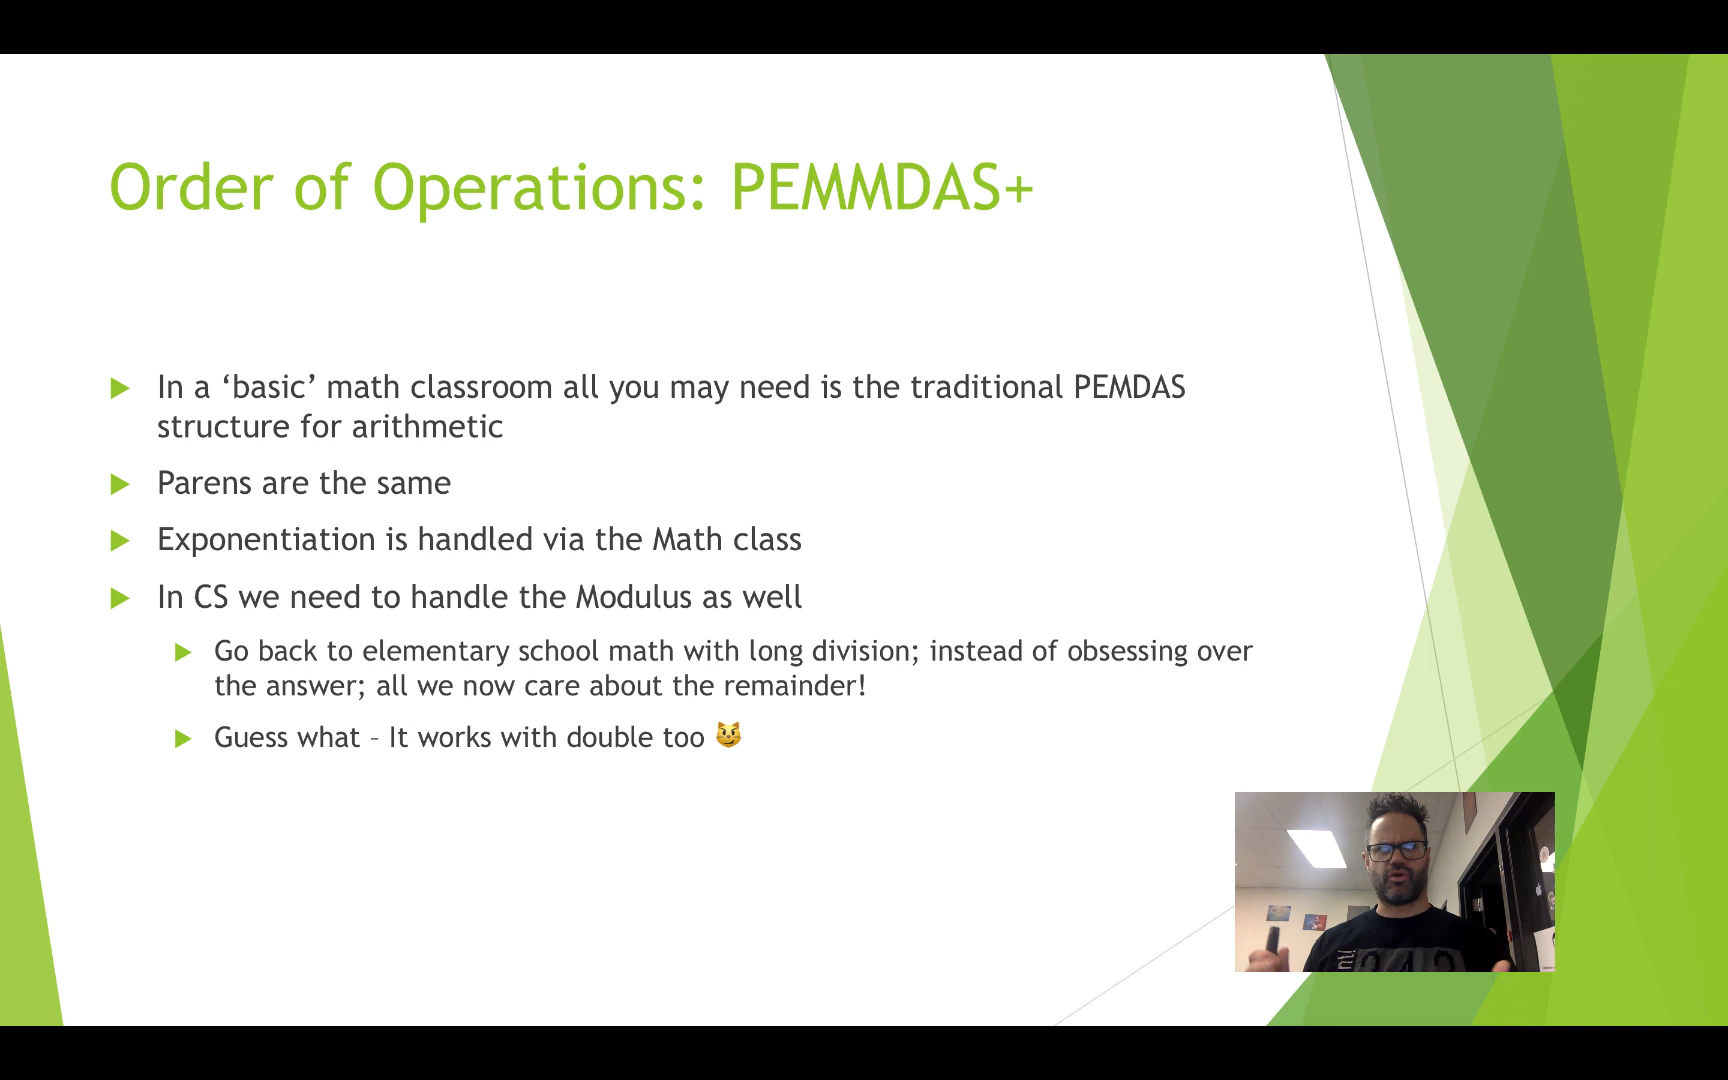 Order of Operations: PEMMDAS+
In a ‘basic’ math classroom all you may need is the traditional PEMDAS
structure for arithmetic
Parens are the same
Exponentiation is handled via the Math class
In CS we need to handle the Modulus as well
Go back to elementary school math with long division; instead of obsessing over
the answer; all we now care about the remainder!
Guess what – It works with double too 😼